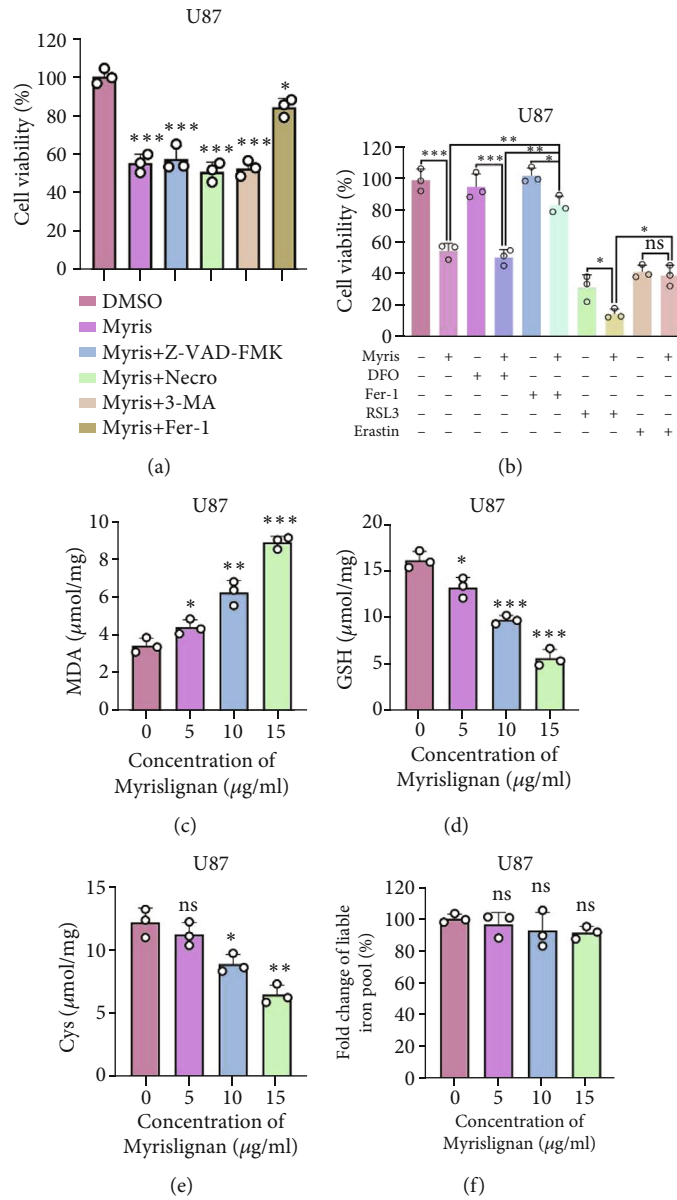 U87
Cell viability (%)
120
100
80
60
40
20
0
*** *** *** *** *
DMSO
Myris
Myris+Z-VAD-FMK
Myris+Necro
Myris+3-MA
Myris+Fer-1
(a)
U87
Cell viability (%)
120
100
80
60
40
20
0
**
*** *** ** *
* * ns
Myris – + – + – + – + – +
DFO – – + + – – – – – –
Fer-1 – – – – + + – – – –
RSL3 – – – – – – + + – –
Erastin – – – – – – – – + +
(b)
U87
MDA (μmol/mg)
10
8
6
4
2
0
* ** ***
0 5 10 15
Concentration of
Myrislignan (μg/ml)
(c)
U87
GSH (μmol/mg)
20
15
10
5
0
* *** ***
0 5 10 15
Concentration of
Myrislignan (μg/ml)
(d)
U87
Cys (μmol/mg)
15
10
5
0
ns * **
0 5 10 15
Concentration of
Myrislignan (μg/ml)
(e)
U87
Fold change of liable
iron pool (%)
120
100
80
60
40
20
0
ns ns ns
0 5 10 15
Concentration of
Myrislignan (μg/ml)
(f)